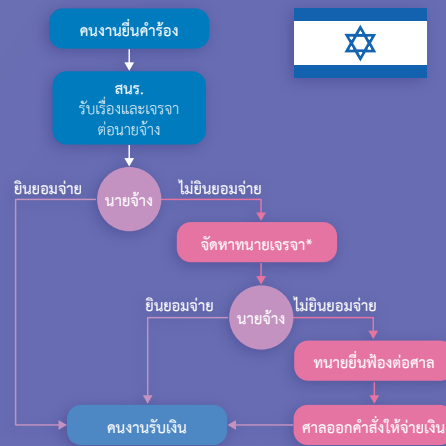 คนงานยื่นคำร้อง
สนร.
รับเรื่องและเจรจา
ต่อนายจ้าง
ยินยอมจ่าย
นายจ้าง
ไม่ยินยอมจ่าย
จัดหาทนายเจรจา*
ยินยอมจ่าย
นายจ้าง
ไม่ยินยอมจ่าย
ทนายยื่นฟ้องต่อศาล
คนงานรับเงิน
ศาลออกคำสั่งให้จ่ายเงิน